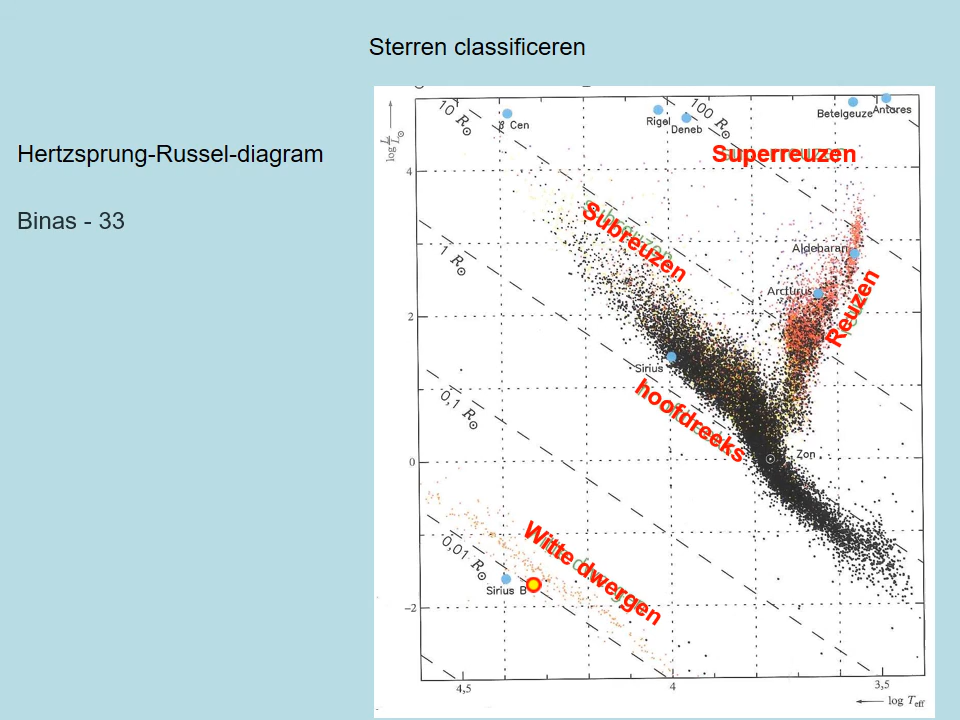 Sterren classificeren
Hertzsprung-Russel-diagram
Binas - 33
log L/L⊙
10 R⊙
β Cen
Rigel
Deneb
100 R⊙
Betelgeuze
Antares
Superreuzen
4
Subreuzen
1 R⊙
Aldebaran
Arcturus
Reuzen
2
Sirius
hoofdreeks
0,1 R⊙
Zon
0
Witte dwergen
0,01 R⊙
Sirius B
−2
4,5
4
3,5
log Teff